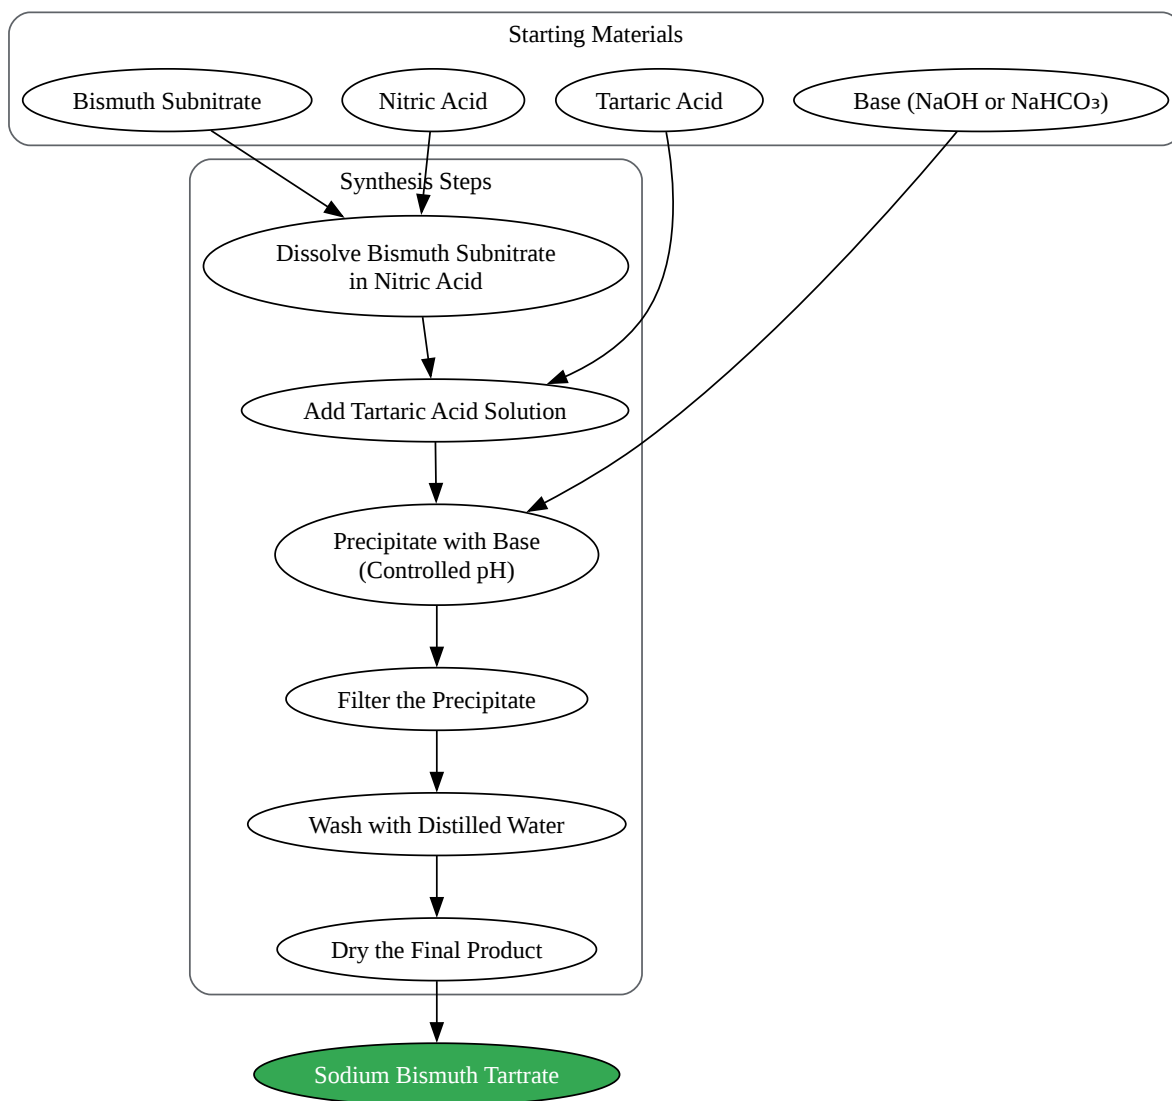 Starting Materials
Bismuth Subnitrate
Nitric Acid
Tartaric Acid
Base (NaOH or NaHCO₃)
Synthesis Steps
Dissolve Bismuth Subnitrate
in Nitric Acid
Add Tartaric Acid Solution
Precipitate with Base
(Controlled pH)
Filter the Precipitate
Wash with Distilled Water
Dry the Final Product
Sodium Bismuth Tartrate